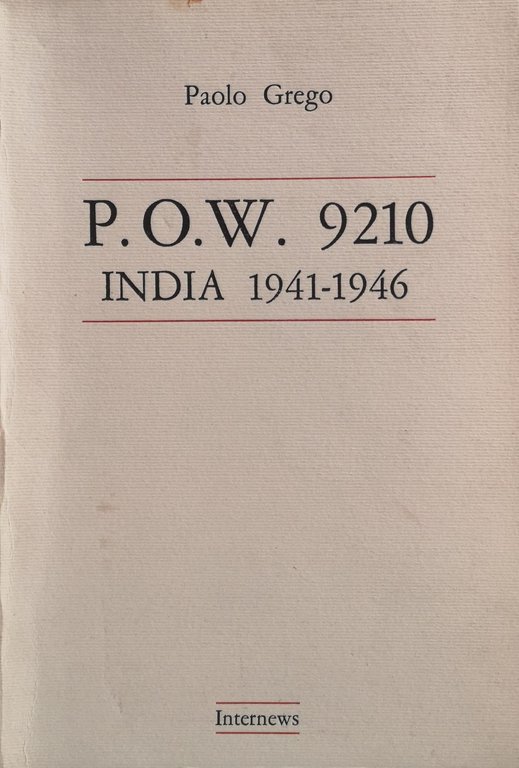 Paolo Grego
P.O.W. 9210
INDIA 1941-1946
Internews